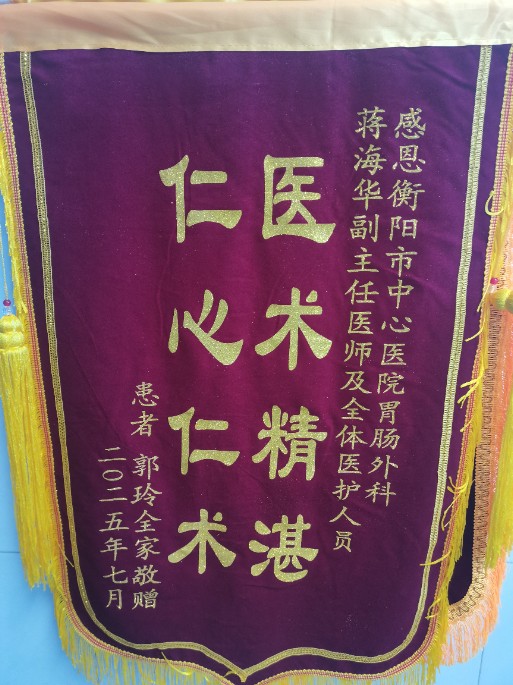 感恩衡阳市中心医院胃肠外科
蒋海华副主任医师及全体医护人员
医术精湛
仁心仁术
患者 郭玲全家敬赠
二〇二五年七月